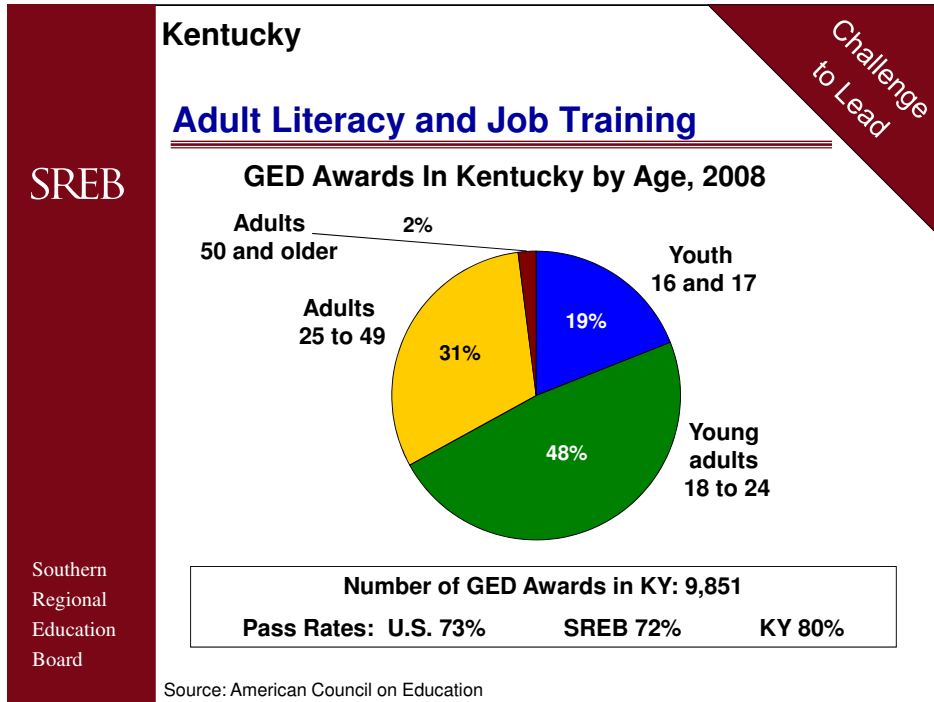 Kentucky
Challenge
to Lead
Adult Literacy and Job Training
SREB
GED Awards In Kentucky by Age, 2008
Adults
50 and older
2%
Youth
16 and 17
Adults
25 to 49
19%
31%
Young
adults
18 to 24
48%
Southern
Regional
Education
Board
Number of GED Awards in KY: 9,851
Pass Rates: U.S. 73% SREB 72% KY 80%
Source: American Council on Education